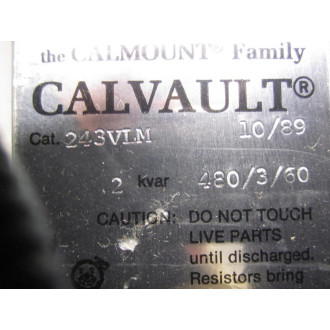 the CALMOUNT® Family
CALVAULT®
Cat. 243VLM 10/89
2 kvar 480/3/60
CAUTION: DO NOT TOUCH
LIVE PARTS
until discharged.
Resistors bring